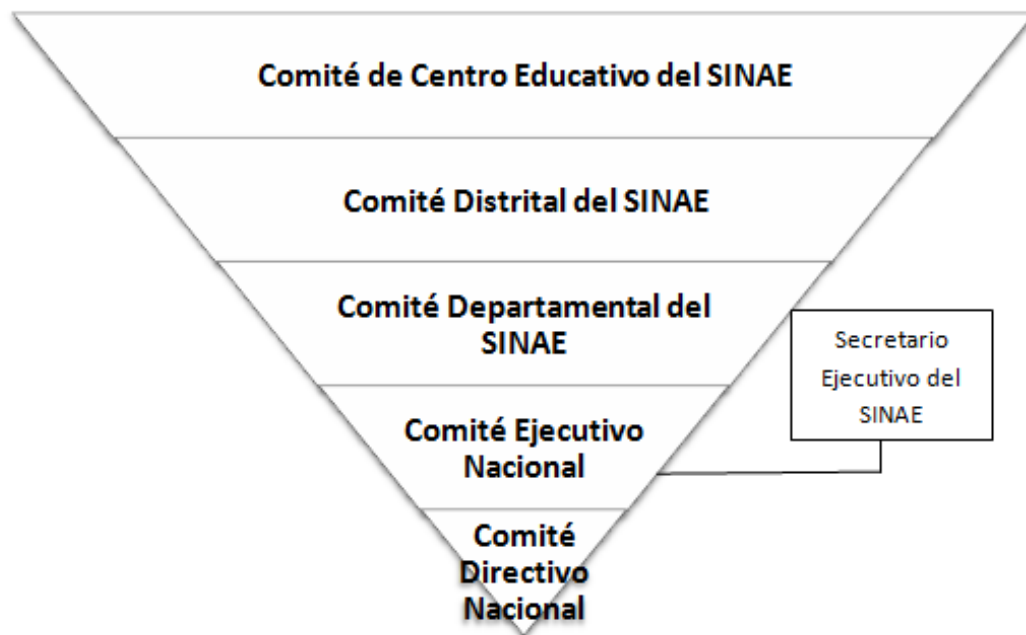 Comité de Centro Educativo del SINAE
Comité Distrital del SINAE
Comité Departamental del
SINAE
Secretario
Ejecutivo del
SINAE
Comité Ejecutivo
Nacional
Comité
Directivo
Nacional